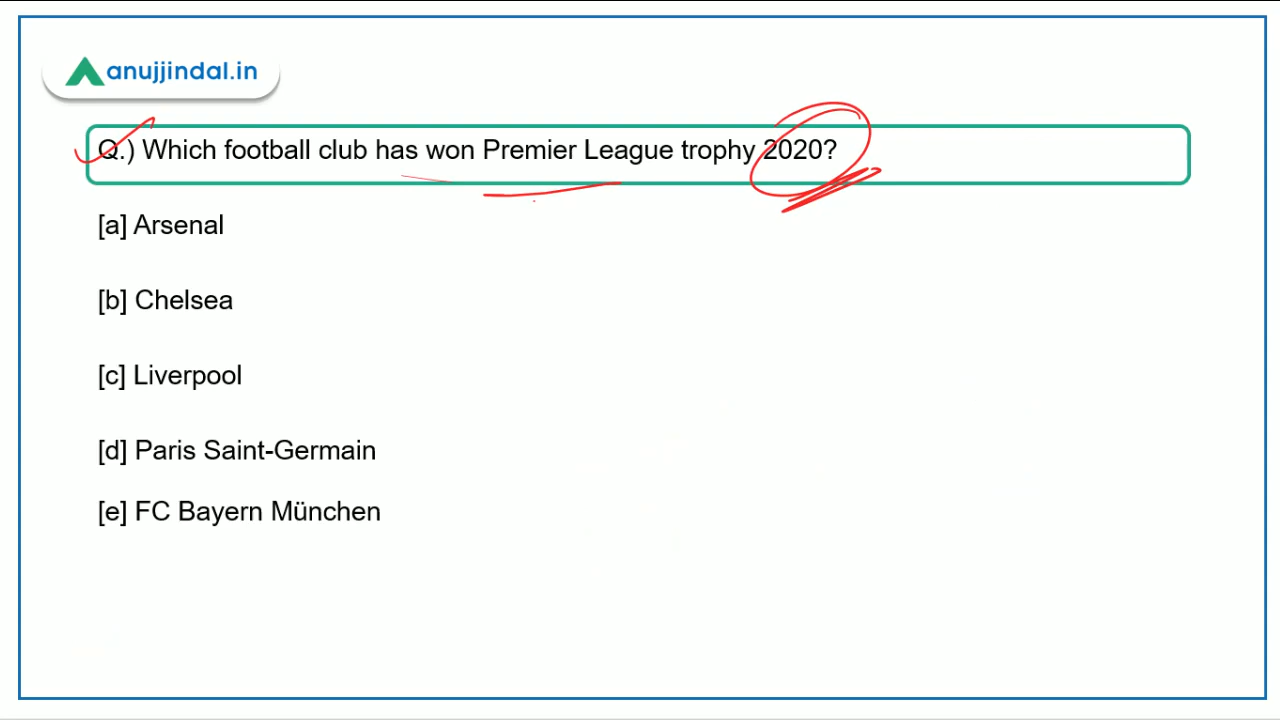 anujjindal.in
Q.) Which football club has won Premier League trophy 2020?
[a] Arsenal
[b] Chelsea
[c] Liverpool
[d] Paris Saint-Germain
[e] FC Bayern München